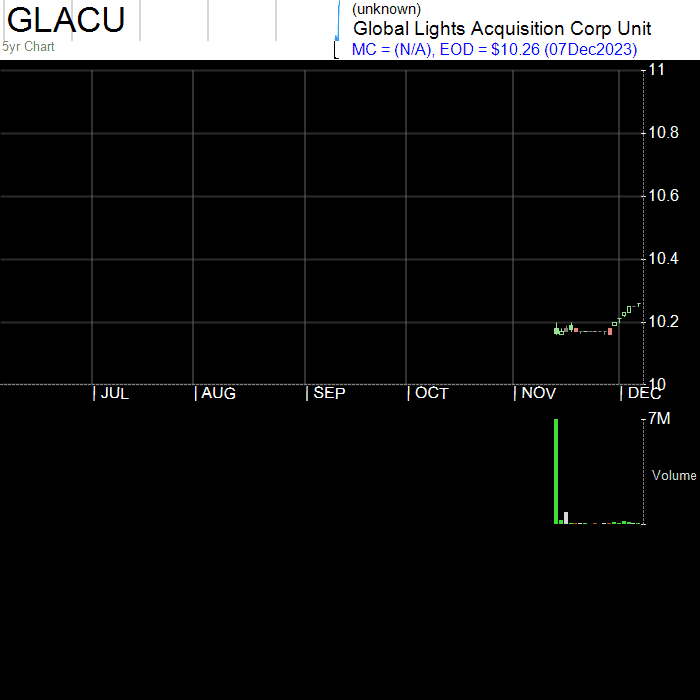 GLACU
5yr Chart
(unknown)
Global Lights Acquisition Corp Unit
MC = (N/A), EOD = $10.26 (07Dec2023)
11
10.8
10.6
10.4
10.2
10
| JUL | AUG | SEP | OCT | NOV | DEC
7M
Volume